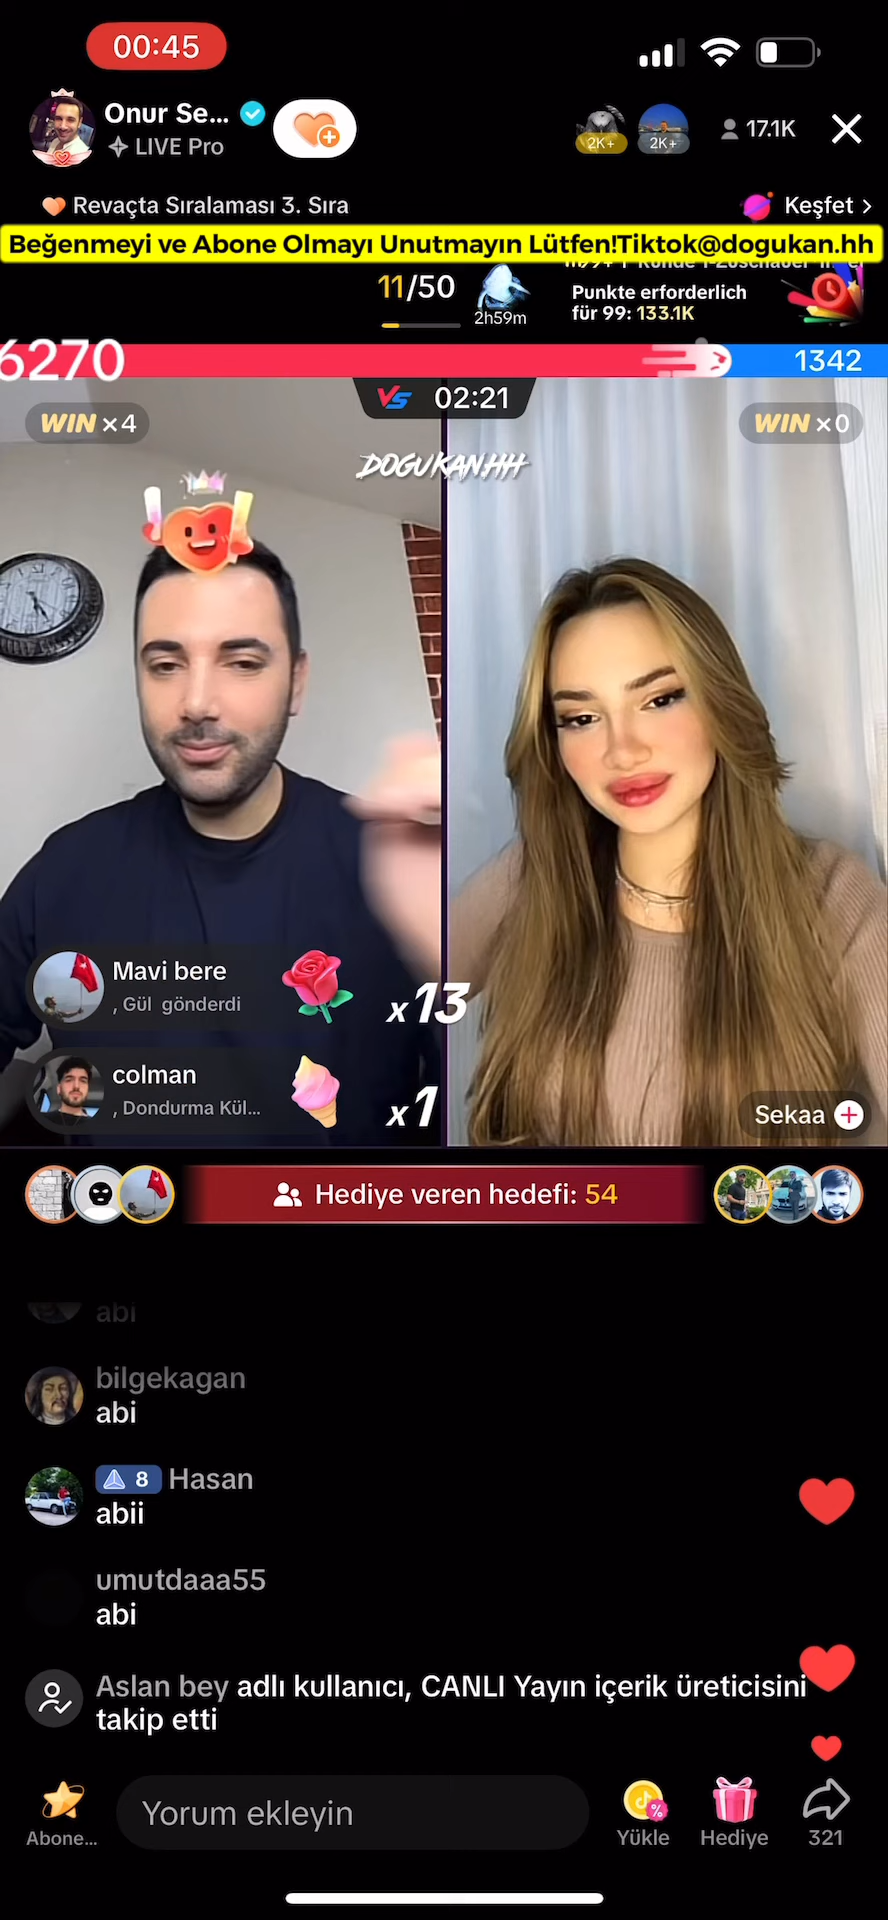 00:45
Onur Se...
LIVE Pro
2K+
2K+
17.1K
Revaçta Sıralaması 3. Sıra
Keşfet >
Beğenmeyi ve Abone Olmayı Unutmayın Lütfen!Tiktok@dogukan.hh
11/50
2h59m
Punkte erforderlich
für 99: 133.1K
6270
1342
VS 02:21
WIN x4
WIN x0
DOGUKAN.HH
Mavi bere
, Gül gönderdi
x13
colman
, Dondurma Kül...
x1
Sekaa +
Hediye veren hedefi: 54
abi
bilgekagan
abi
8 Hasan
abii
umutdaaa55
abi
Aslan bey adlı kullanıcı, CANLI Yayın içerik üreticisini
takip etti
Abone...
Yorum ekleyin
Yükle
Hediye
321